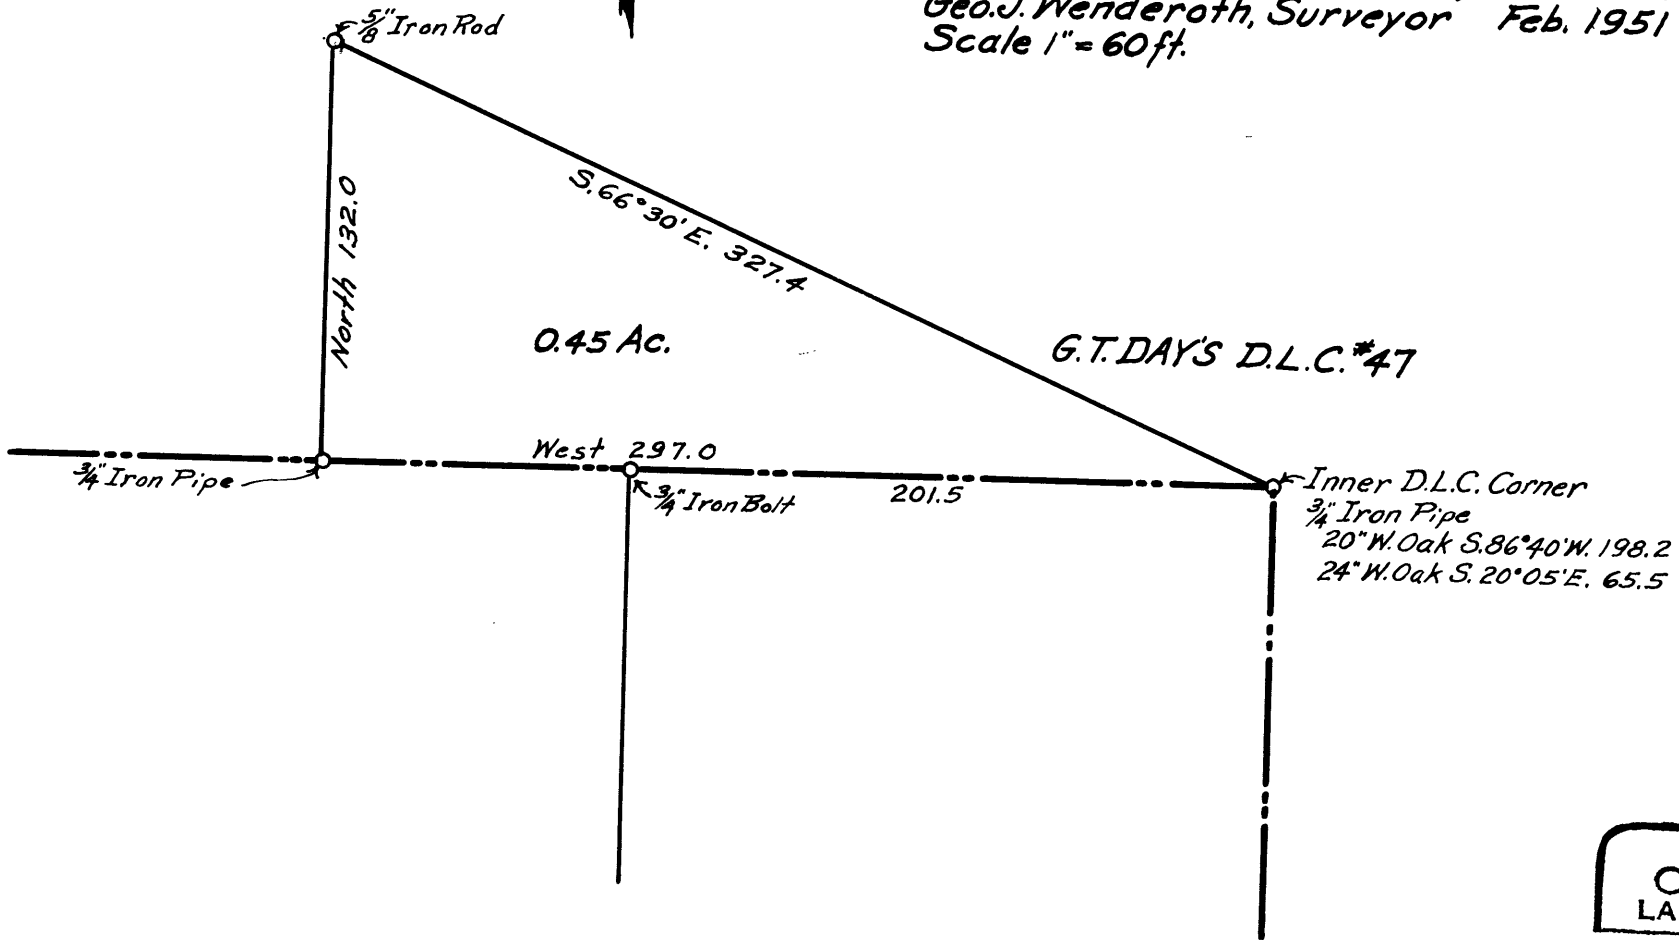 Geo.J. Wenderoth, Surveyor Feb. 1951
Scale 1"=60ft.
5/8" Iron Rod
North 132.0
S.66°30'E. 327.4
0.45 Ac.
G.T.DAY'S D.L.C.#47
West 297.0
3/4" Iron Pipe
3/4" Iron Bolt
201.5
Inner D.L.C. Corner
3/4" Iron Pipe
20" W.Oak S.86°40'W. 198.2
24" W.Oak S. 20°05'E. 65.5
LA